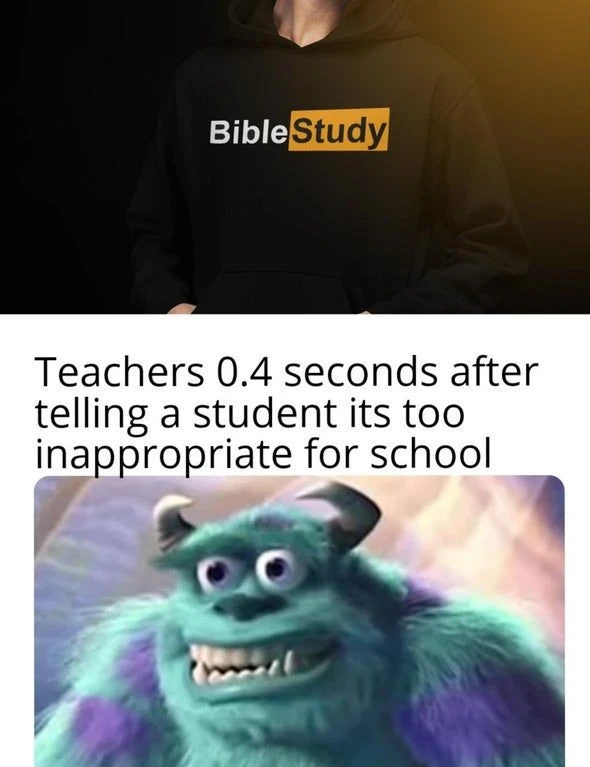 BibleStudy
Teachers 0.4 seconds after
telling a student its too
inappropriate for school